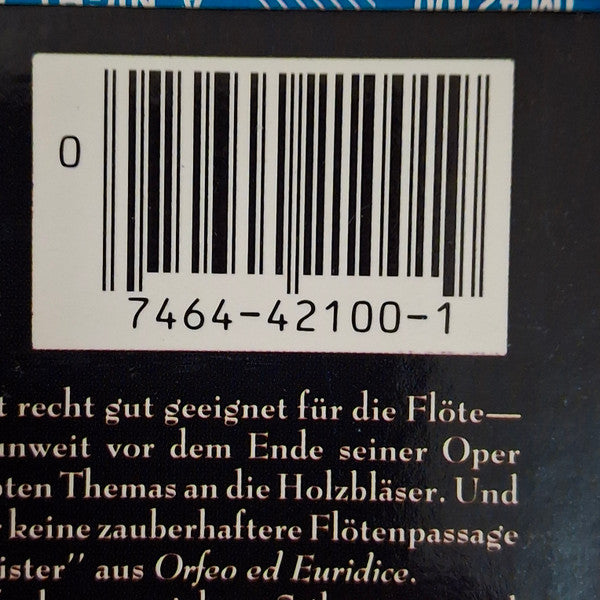 0
7464-42100-1
recht gut geeignet für die Flöte—
unweit vor dem Ende seiner Oper
Themas an die Holzbläser. Und
keine zauberhaftere Flötenpassage
aus Orfeo ed Euridice.